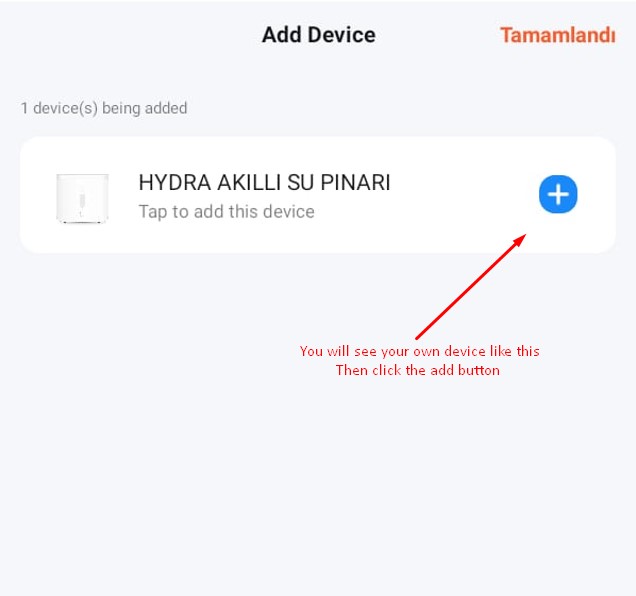 Add Device
Tamamlandı
1 device(s) being added
HYDRA AKILLI SU PINARI
Tap to add this device
You will see your own device like this
Then click the add button